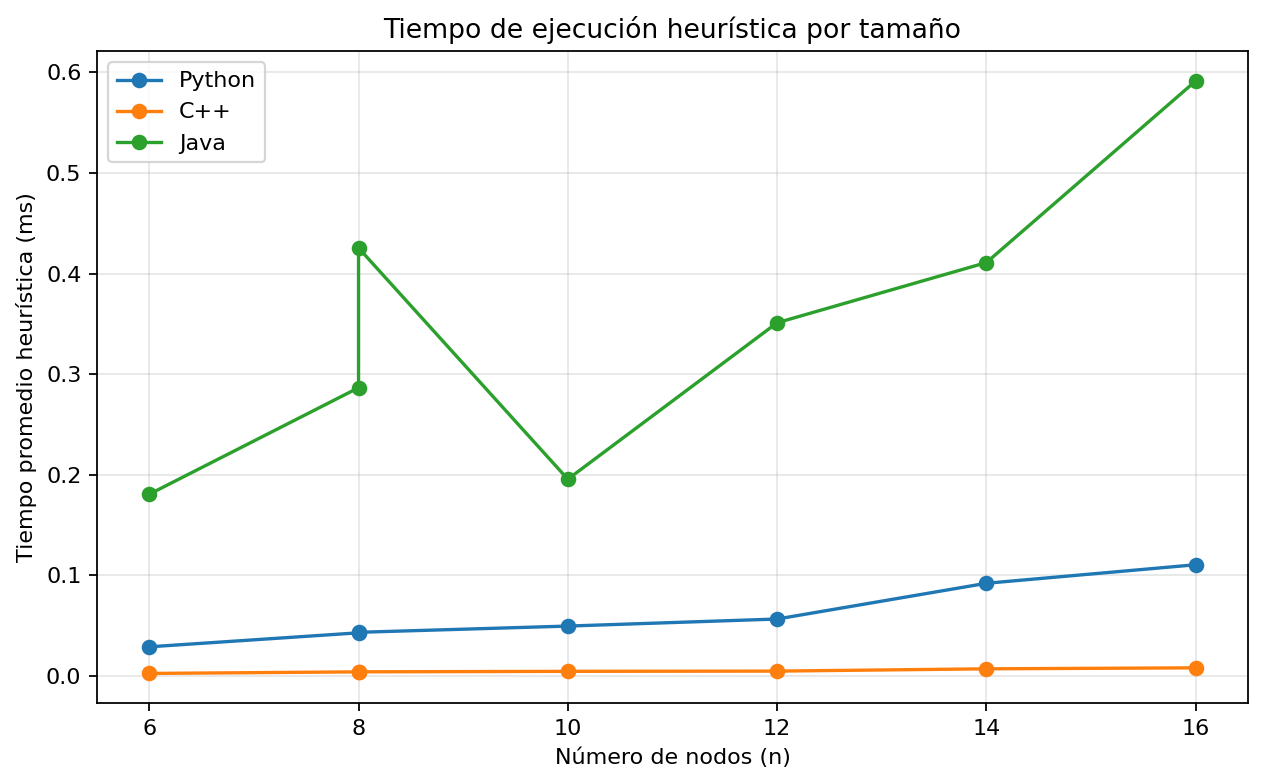 Tiempo de ejecución heurística por tamaño
Python
C++
Java
Tiempo promedio heurística (ms)
0.6
0.5
0.4
0.3
0.2
0.1
0.0
6
8
10
12
14
16
Número de nodos (n)